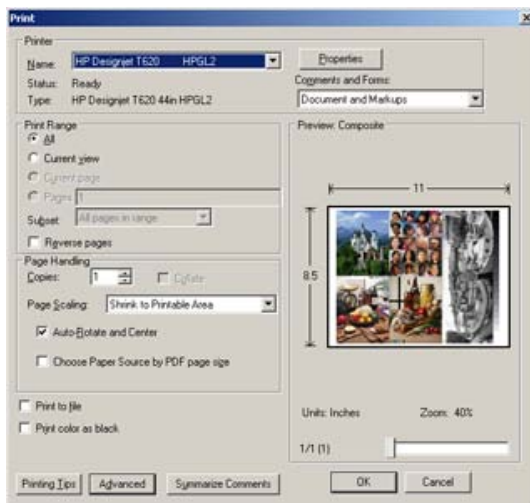 Print
Printer
Name: HP Designjet T620 HPGL2
Properties
Status: Ready
Comments and Forms:
Type: HP Designjet T620 44in HPGL2
Document and Markups
Print Range
All
Current view
Current page
Pages 1
Subset: All pages in range
Reverse pages
Page Handling
Copies: 1
Collate
Page Scaling: Shrink to Printable Area
Auto-Rotate and Center
Choose Paper Source by PDF page size
Print to file
Print color as black
Preview: Composite
11
8.5
Units: Inches Zoom: 40%
1/1 (1)
Printing Tips Advanced Summarize Comments OK Cancel